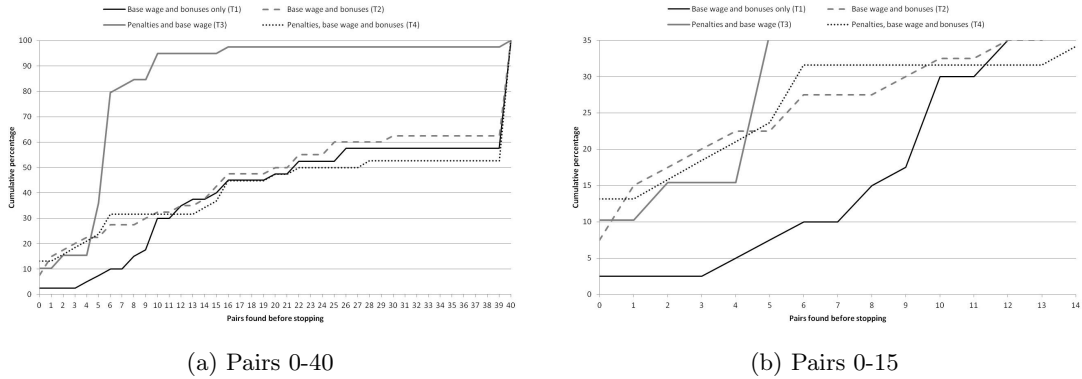 Base wage and bonuses only (T1) Base wage and bonuses (T2)
Penalties and base wage (T3) Penalties, base wage and bonuses (T4)
Cumulative percentage
100
90
80
70
60
50
40
30
20
10
0
0 1 2 3 4 5 6 7 8 9 10 11 12 13 14 15 16 17 18 19 20 21 22 23 24 25 26 27 28 29 30 31 32 33 34 35 36 37 38 39 40
Pairs found before stopping
(a) Pairs 0-40
Base wage and bonuses only (T1) Base wage and bonuses (T2)
Penalties and base wage (T3) Penalties, base wage and bonuses (T4)
Cumulative percentage
35
30
25
20
15
10
5
0
0 1 2 3 4 5 6 7 8 9 10 11 12 13 14
Pairs found before stopping
(b) Pairs 0-15